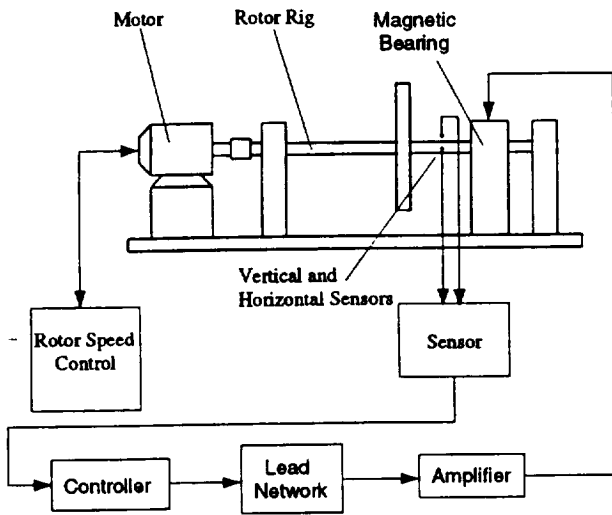 Motor
Rotor Rig
Magnetic
Bearing
Vertical and
Horizontal Sensors
Rotor Speed
Control
Sensor
Controller
Lead
Network
Amplifier